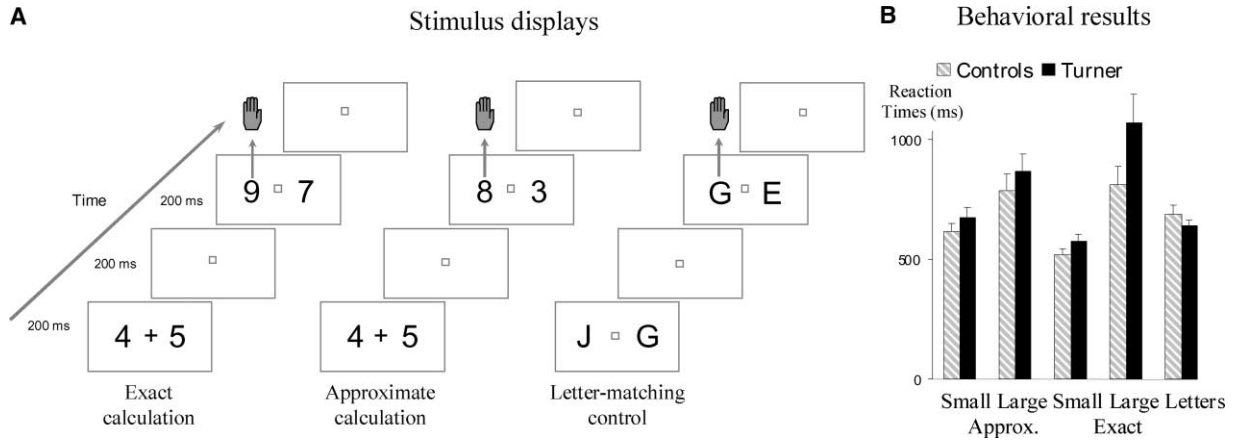 A
Stimulus displays
Time
200 ms
200 ms
200 ms
9 7
4 + 5
Exact
calculation
8 3
4 + 5
Approximate
calculation
G E
J G
Letter-matching
control
B
Behavioral results
Controls Turner
Reaction
Times (ms)
1000
500
0
Small Large Small Large Letters
Approx. Exact